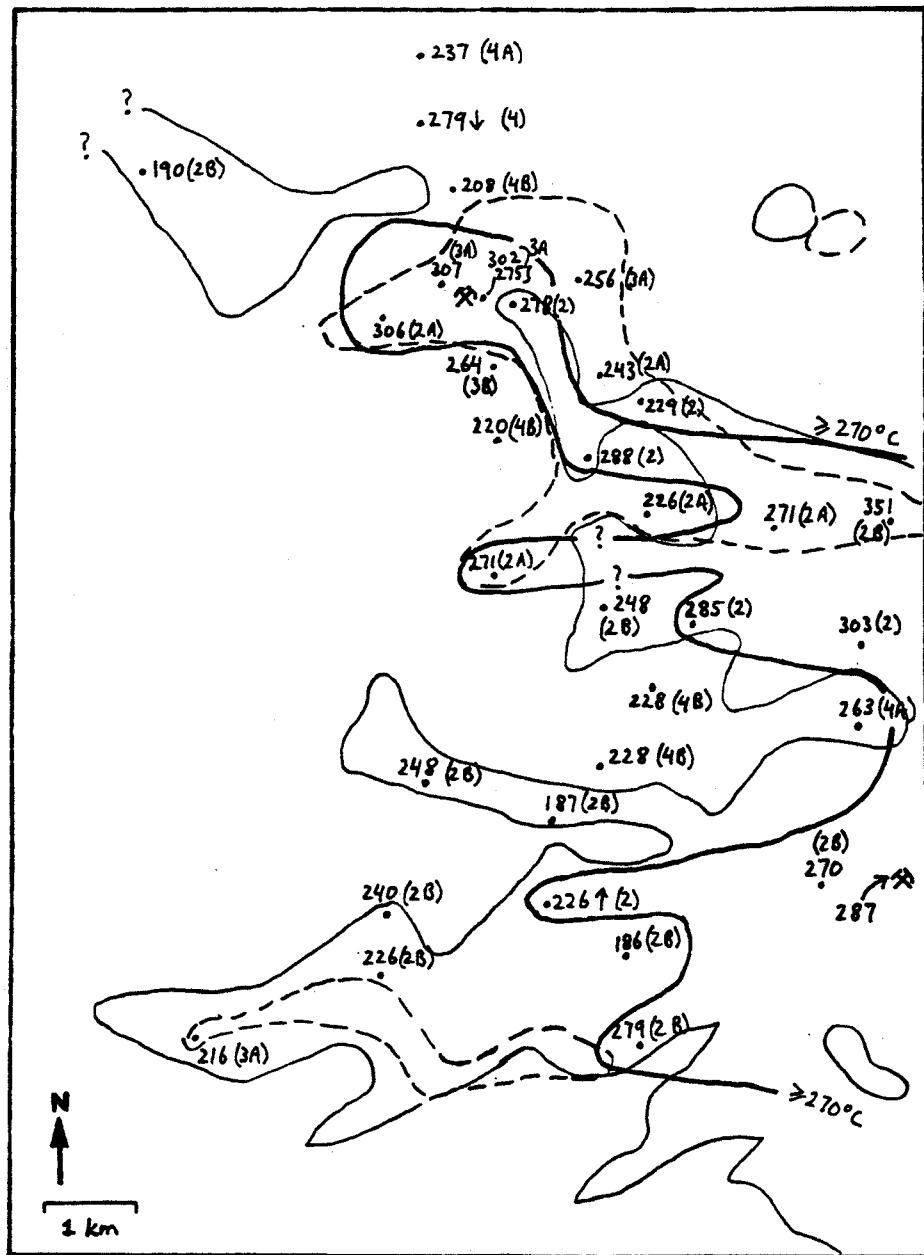 237 (4A)
279↓ (4)
?
?
190 (2B)
208 (4B)
(3A)
307
302} 3A
275}
256 (3A)
278 (2)
306 (2A)
264
(3B)
243 (2A)
229 (2)
220 (4B)
≥270°C
288 (2)
226 (2A)
271 (2A)
351
(2B)
?
271 (2A)
?
248
(2B)
285 (2)
303 (2)
228 (4B)
263 (4A)
248 (2B)
228 (4B)
187 (2B)
(2B)
270
287
240 (2B)
226↑ (2)
186 (2B)
226 (2B)
279 (2B)
216 (3A)
≥270°C
N
1 km